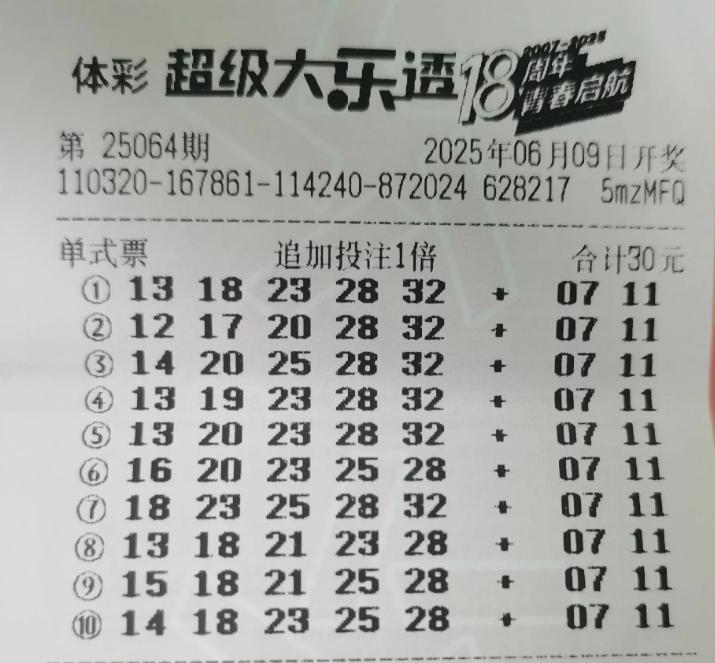 体彩 超级大乐透 18 2007-2025 周年 青春启航
第 25064期 2025年06月09日开奖
110320-167861-114240-872024 628217 5mzMFQ
单式票 追加投注1倍 合计30元
① 13 18 23 28 32 + 07 11
② 12 17 20 28 32 + 07 11
③ 14 20 25 28 32 + 07 11
④ 13 19 23 28 32 + 07 11
⑤ 13 20 23 28 32 + 07 11
⑥ 16 20 23 25 28 + 07 11
⑦ 18 23 25 28 32 + 07 11
⑧ 13 18 21 23 28 + 07 11
⑨ 15 18 21 25 28 + 07 11
⑩ 14 18 23 25 28 + 07 11